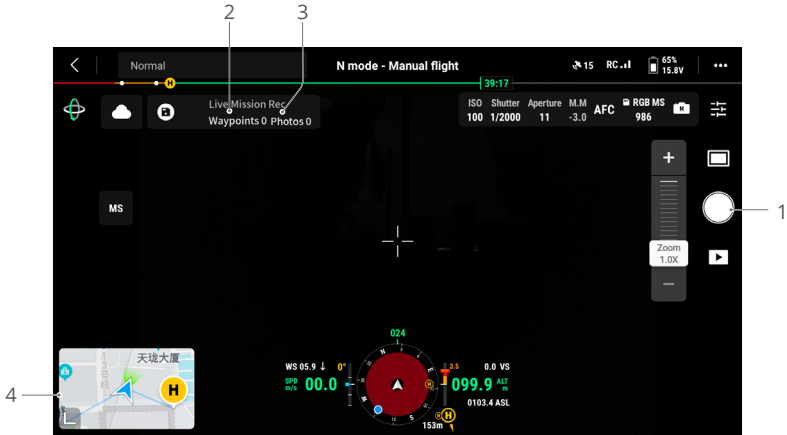 2 3
Normal
N mode - Manual flight
15 RC 65% 15.8V
39:17
Live Mission Rec
Waypoints 0 Photos 0
ISO Shutter Aperture M.M AFC RGB MS
100 1/2000 11 -3.0 986
MS
+
Zoom
1.0X
−
1
024
N
E
S
W
WS 05.9 ↓ 0°
SPD m/s 00.0
3.5 0.0 VS
099.9 ALT m
0103.4 ASL
H
153m
天珑大厦
H
4